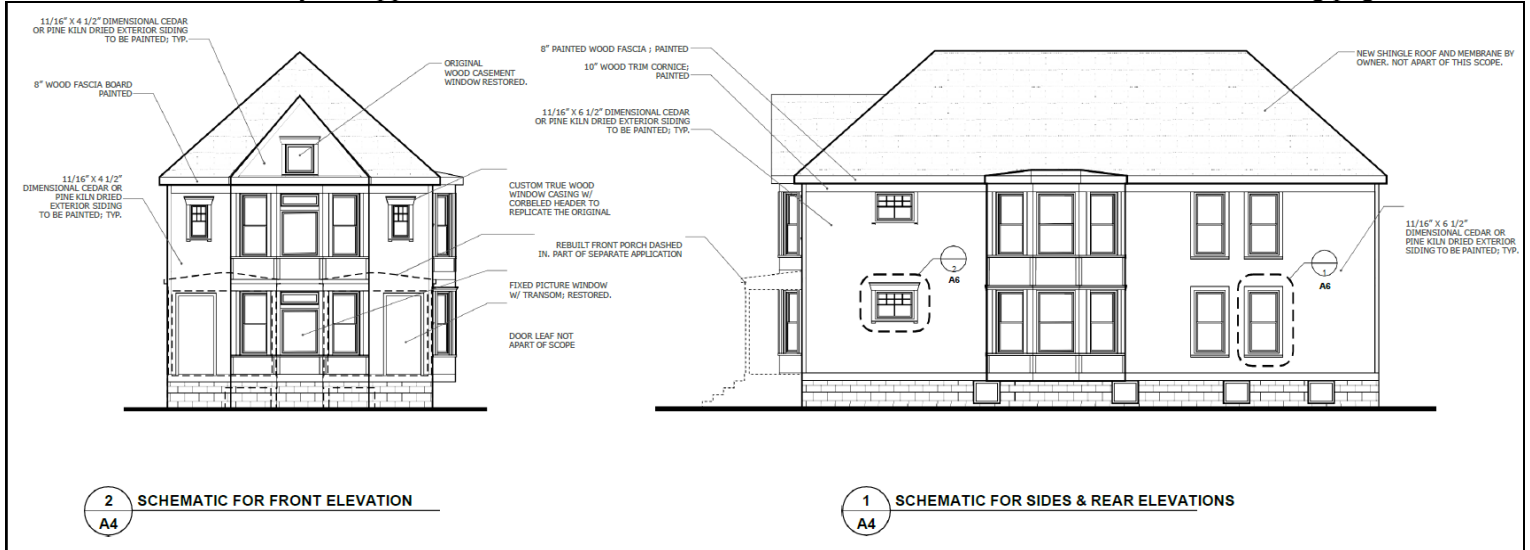 11/16" X 4 1/2" DIMENSIONAL CEDAR
OR PINE KILN DRIED EXTERIOR SIDING
TO BE PAINTED; TYP.
8" WOOD FASCIA BOARD
PAINTED
11/16" X 4 1/2"
DIMENSIONAL CEDAR OR
PINE KILN DRIED
EXTERIOR SIDING
TO BE PAINTED; TYP.
ORIGINAL
WOOD CASEMENT
WINDOW RESTORED.
CUSTOM TRUE WOOD
WINDOW CASING W/
CORBELED HEADER TO
REPLICATE THE ORIGINAL
FIXED PICTURE WINDOW
W/ TRANSOM; RESTORED.
DOOR LEAF NOT
APART OF SCOPE
2
A4
SCHEMATIC FOR FRONT ELEVATION
8" PAINTED WOOD FASCIA ; PAINTED
10" WOOD TRIM CORNICE;
PAINTED
11/16" X 6 1/2" DIMENSIONAL CEDAR
OR PINE KILN DRIED EXTERIOR SIDING
TO BE PAINTED; TYP.
REBUILT FRONT PORCH DASHED
IN. PART OF SEPARATE APPLICATION
NEW SHINGLE ROOF AND MEMBRANE BY
OWNER. NOT APART OF THIS SCOPE.
2
A6
1
A6
11/16" X 6 1/2"
DIMENSIONAL CEDAR OR
PINE KILN DRIED EXTERIOR
SIDING TO BE PAINTED; TYP.
1
A4
SCHEMATIC FOR SIDES & REAR ELEVATIONS